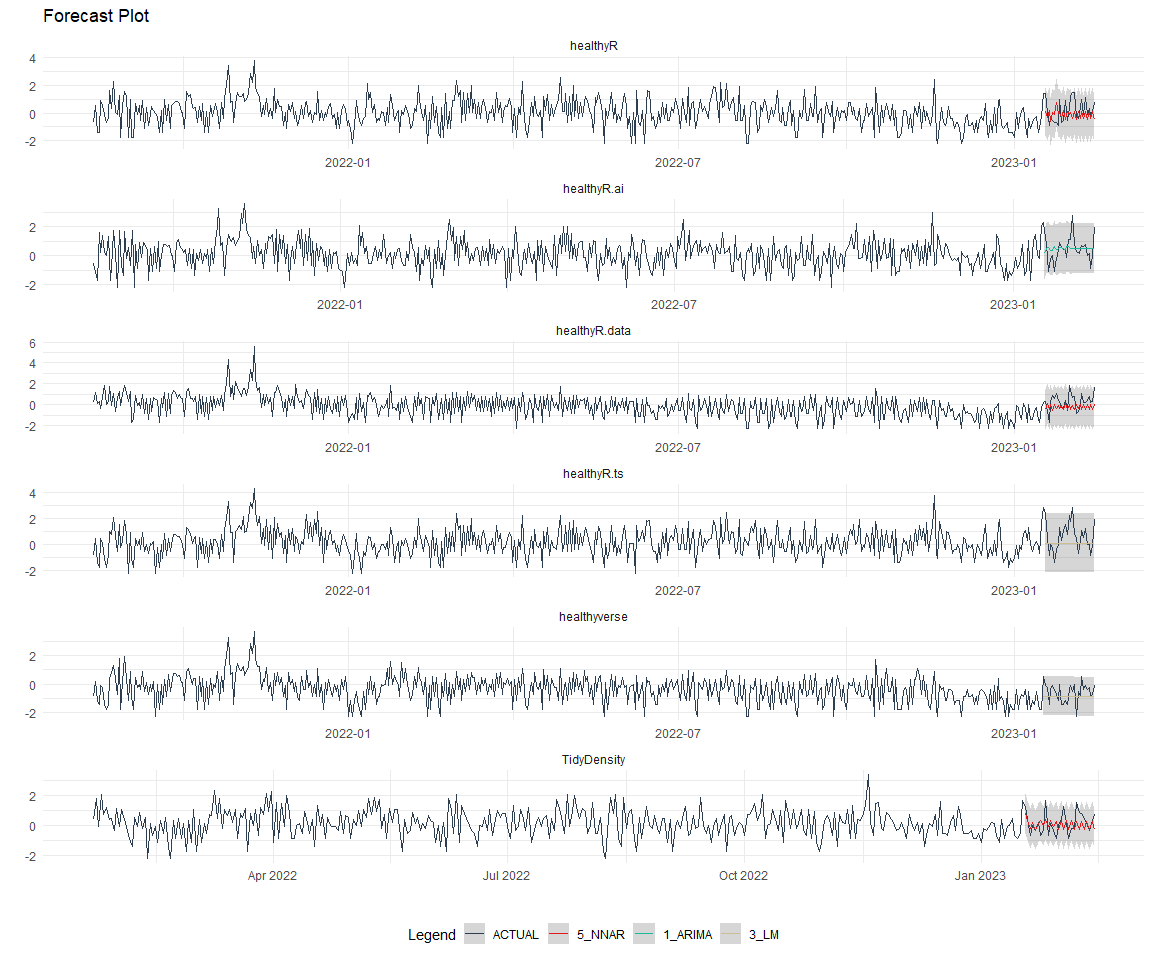 Forecast Plot
healthyR
4
2
0
-2
2022-01 2022-07 2023-01
healthyR.ai
2
0
-2
2022-01 2022-07 2023-01
healthyR.data
6
4
2
0
-2
2022-01 2022-07 2023-01
healthyR.ts
4
2
0
-2
2022-01 2022-07 2023-01
healthyverse
2
0
-2
2022-01 2022-07 2023-01
TidyDensity
2
0
-2
Apr 2022 Jul 2022 Oct 2022 Jan 2023
Legend ACTUAL 5_NNAR 1_ARIMA 3_LM